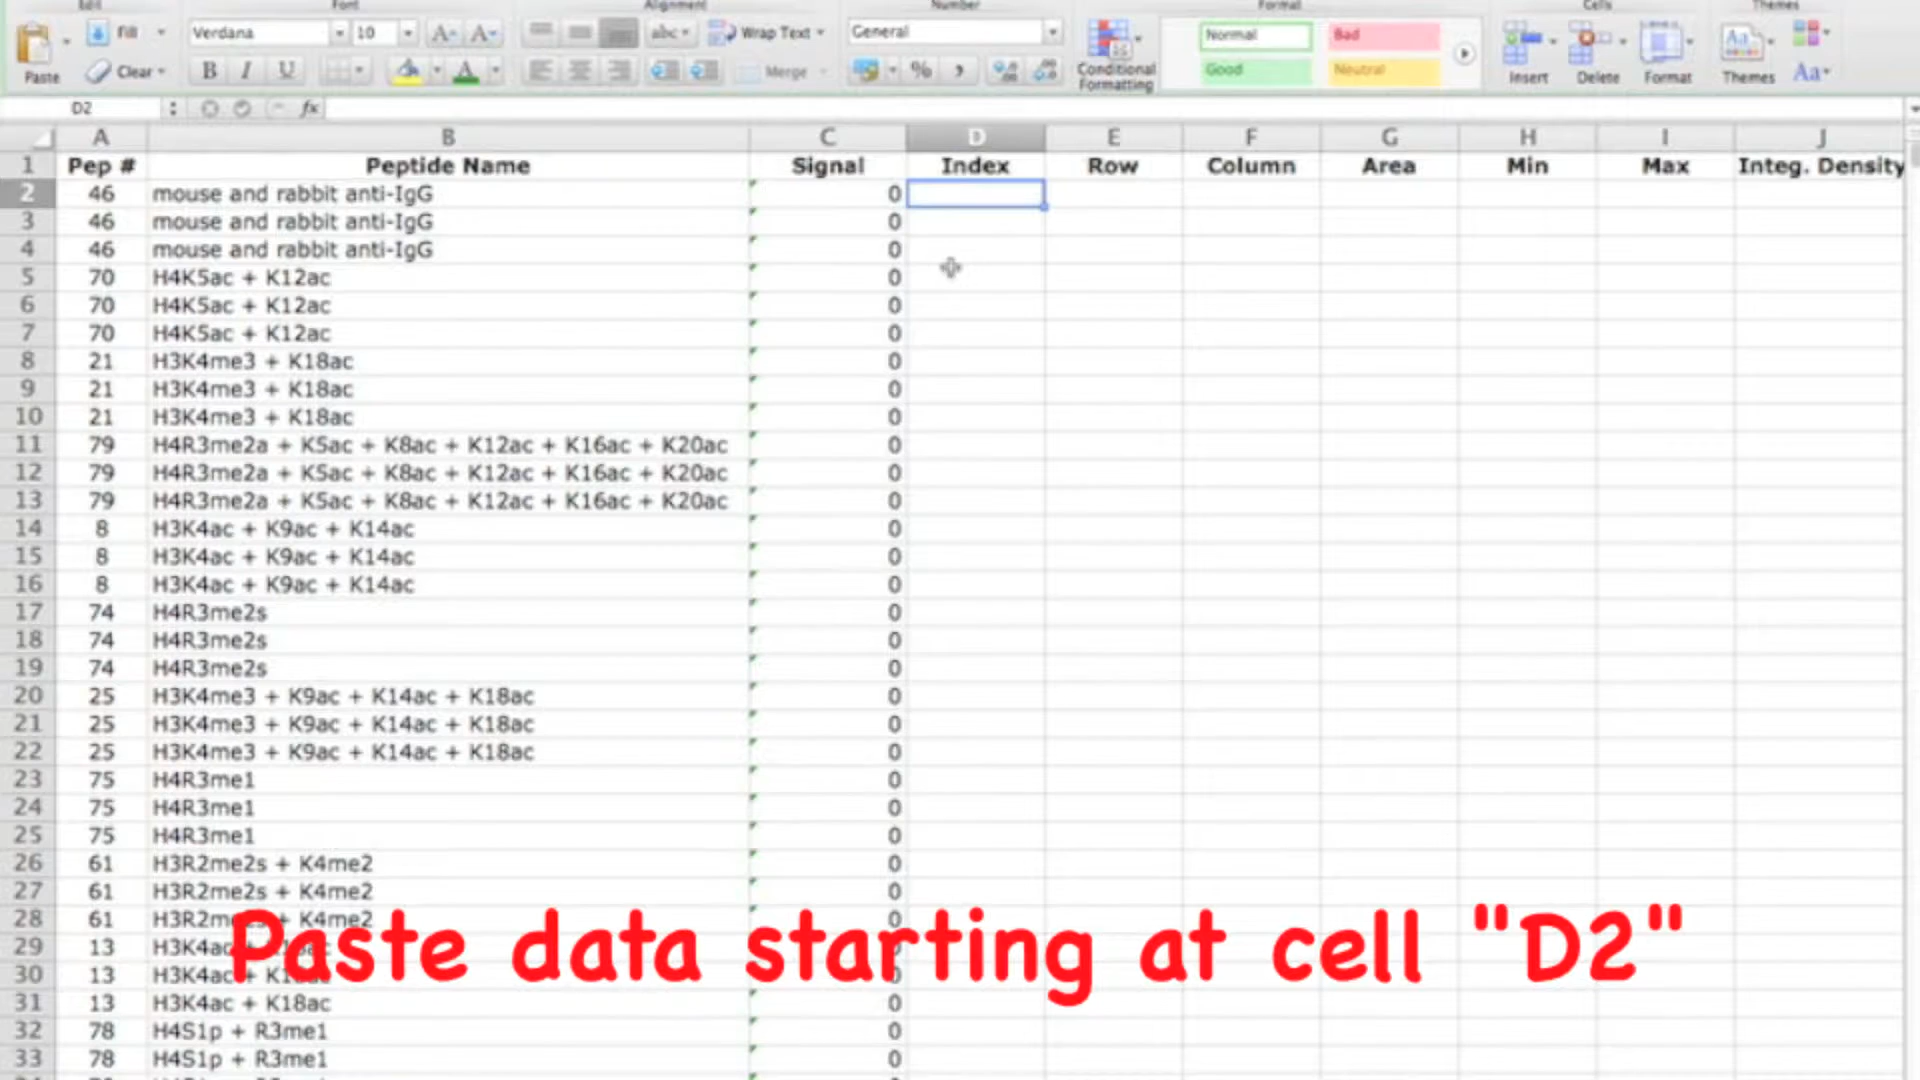 Edit Font Alignment Number Format Cells Themes
Fill Verdana 10 A A abc Wrap Text General Normal Bad
Paste Clear B I U A Merge % , Conditional Formatting Good Neutral Insert Delete Format Themes Aa
D2 fx
A B C D E F G H I J
1 Pep # Peptide Name Signal Index Row Column Area Min Max Integ. Density
2 46 mouse and rabbit anti-IgG 0
3 46 mouse and rabbit anti-IgG 0
4 46 mouse and rabbit anti-IgG 0
5 70 H4K5ac + K12ac 0
6 70 H4K5ac + K12ac 0
7 70 H4K5ac + K12ac 0
8 21 H3K4me3 + K18ac 0
9 21 H3K4me3 + K18ac 0
10 21 H3K4me3 + K18ac 0
11 79 H4R3me2a + K5ac + K8ac + K12ac + K16ac + K20ac 0
12 79 H4R3me2a + K5ac + K8ac + K12ac + K16ac + K20ac 0
13 79 H4R3me2a + K5ac + K8ac + K12ac + K16ac + K20ac 0
14 8 H3K4ac + K9ac + K14ac 0
15 8 H3K4ac + K9ac + K14ac 0
16 8 H3K4ac + K9ac + K14ac 0
17 74 H4R3me2s 0
18 74 H4R3me2s 0
19 74 H4R3me2s 0
20 25 H3K4me3 + K9ac + K14ac + K18ac 0
21 25 H3K4me3 + K9ac + K14ac + K18ac 0
22 25 H3K4me3 + K9ac + K14ac + K18ac 0
23 75 H4R3me1 0
24 75 H4R3me1 0
25 75 H4R3me1 0
26 61 H3R2me2s + K4me2 0
27 61 H3R2me2s + K4me2 0
28 61 + K4me2 0
29 13
30 13 H3K4ac 0
31 13 H3K4ac + K18ac 0
32 78 H4S1p + R3me1 0
33 78 H4S1p + R3me1 0
Paste data starting at cell "D2"